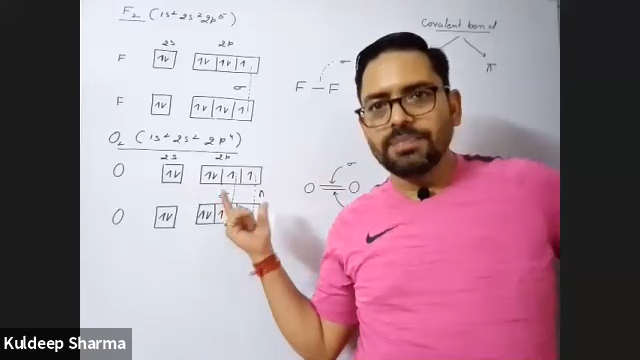 F₂ (1s² 2s² 2p⁵)
Covalent bond
σ
π
2s 2p
F 1v 1v 1v 1
σ
F 1v 1v 1v 1
F — F
σ
O₂ (1s² 2s² 2p⁴)
2s 2p
O 1v 1v 1 1
π
O 1v 1v 1
O = O
σ
Kuldeep Sharma